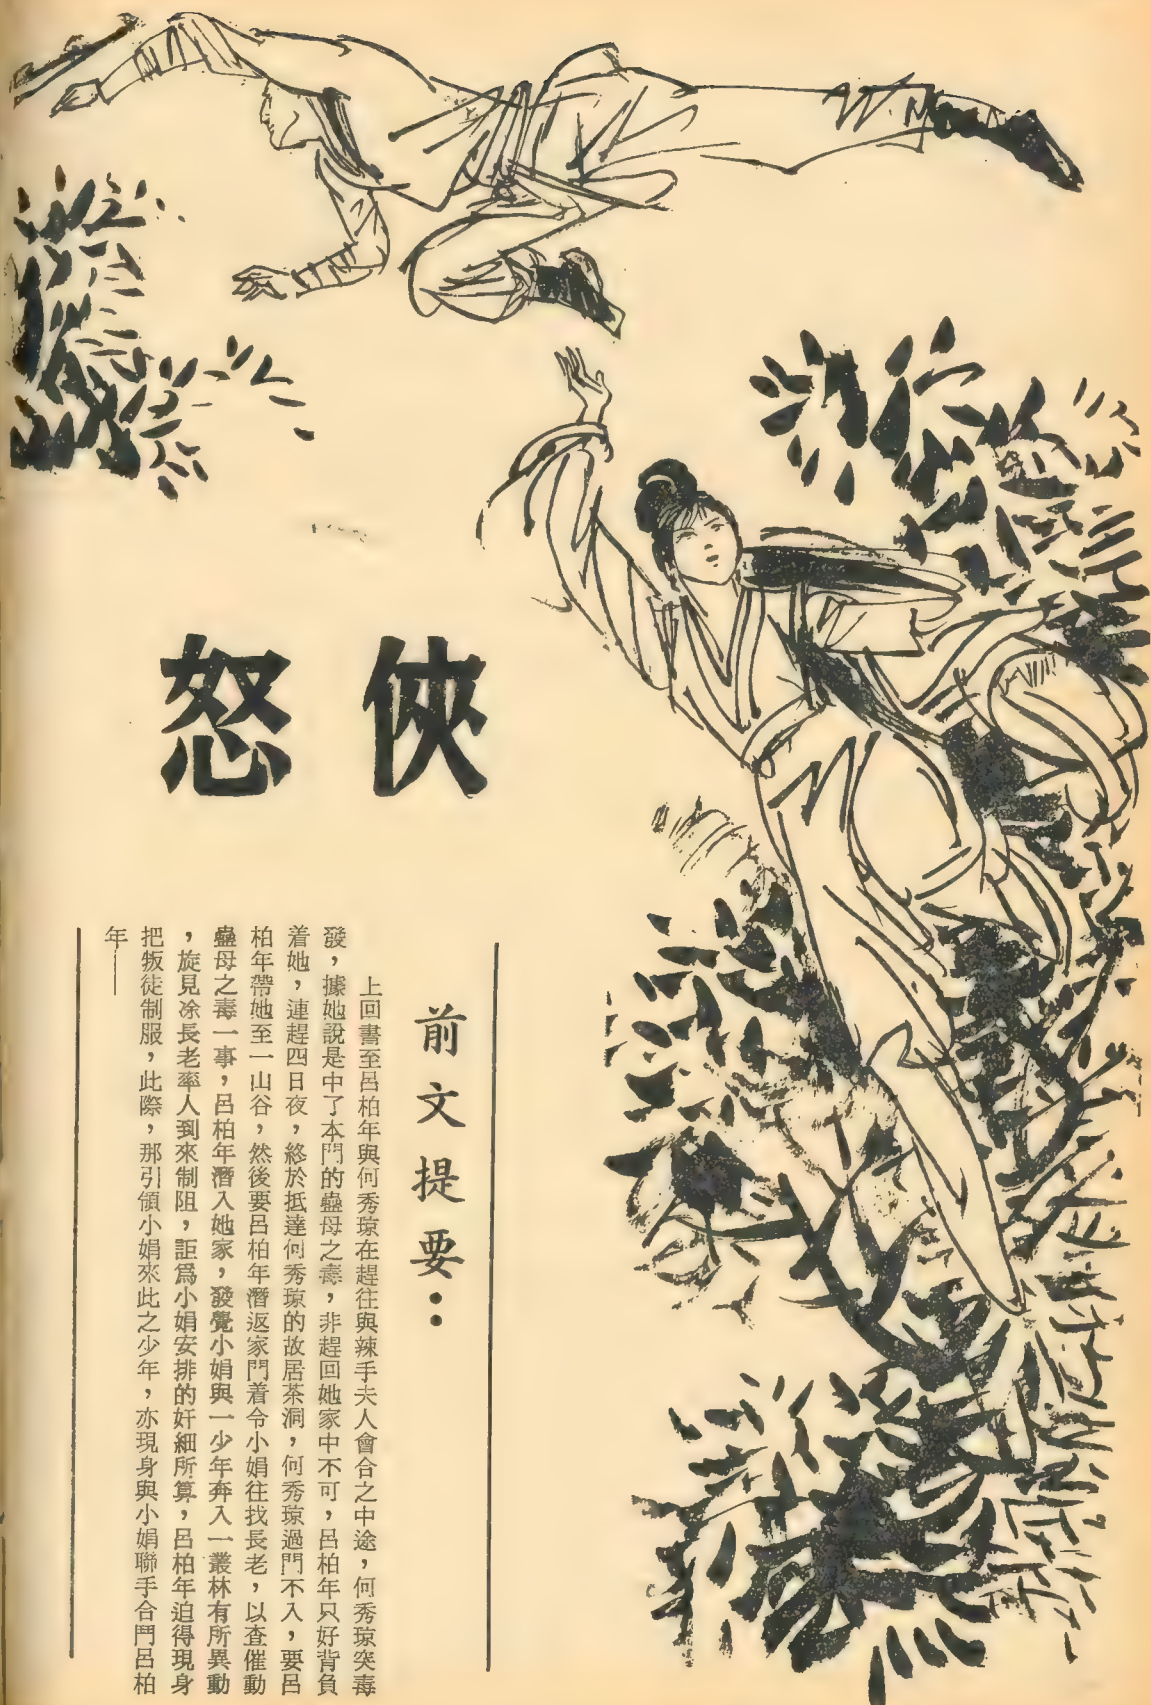 怒 俠
前文提要：
上回書至呂柏年與何秀琼在趕往與辣手夫人會合之中途，何秀琼突毒
發，據她說是中了本門的蠱母之毒，非趕回她家中不可，呂柏年只好背負
着她，連趕四日夜，終於抵達何秀琼的故居茶洞，何秀琼過門不入，要呂
柏年帶她至一山谷，然後要呂柏年潛返家門着令小娟往找長老，以查催動
蠱母之毒一事，呂柏年潛入她家，發覺小娟與一少年奔入一叢林有所異動
，旋見涂長老率人到來制阻，詎爲小娟安排的奸細所算，呂柏年迫得現身
把叛徒制服，此際，那引領小娟來此之少年，亦現身與小娟聯手合鬥呂柏
年——